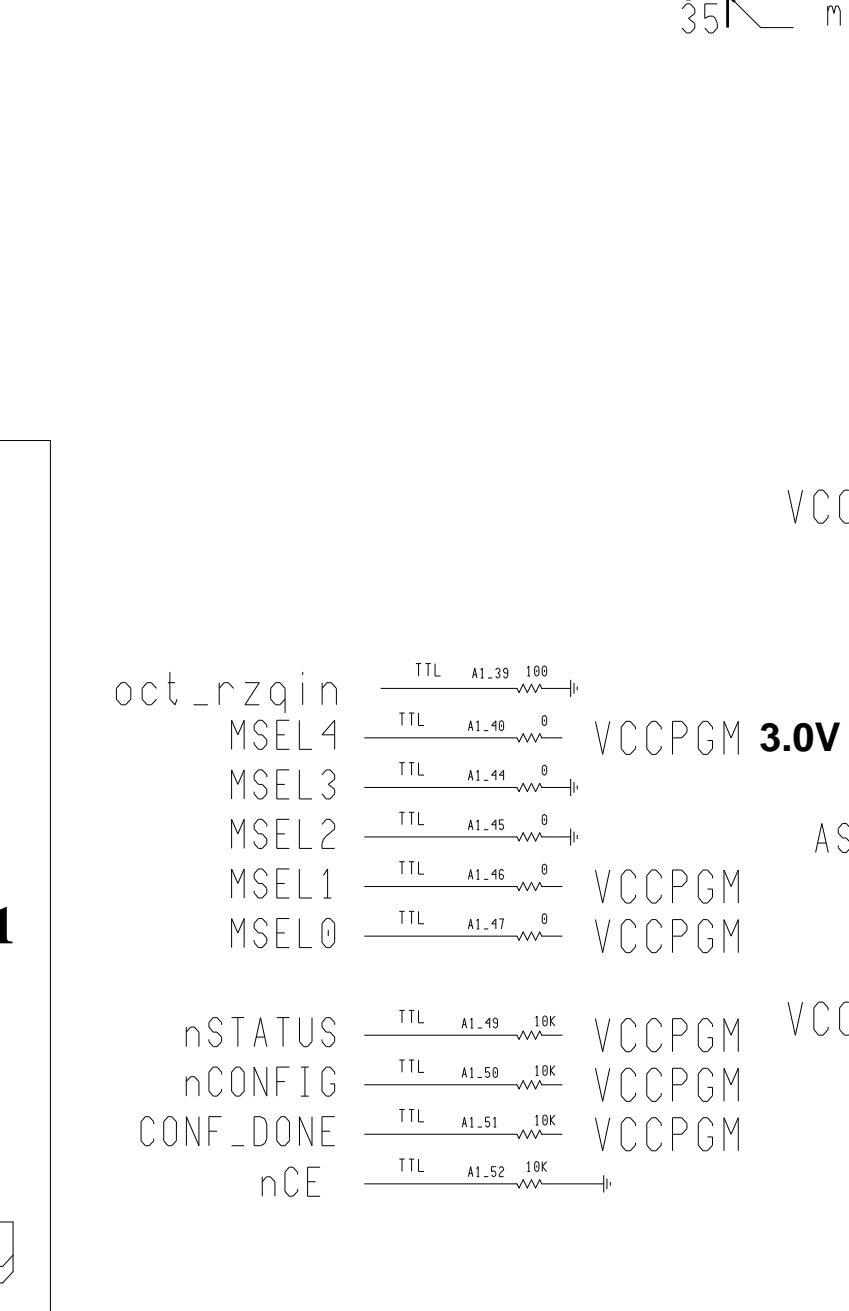 35 m
VCC
oct_rzqin TTL A1_39 100
MSEL4 TTL A1_40 0 VCCPGM 3.0V
MSEL3 TTL A1_44 0
MSEL2 TTL A1_45 0
AS
MSEL1 TTL A1_46 0 VCCPGM
1
MSEL0 TTL A1_47 0 VCCPGM
VCC
nSTATUS TTL A1_49 10K VCCPGM
nCONFIG TTL A1_50 10K VCCPGM
CONF_DONE TTL A1_51 10K VCCPGM
nCE TTL A1_52 10K